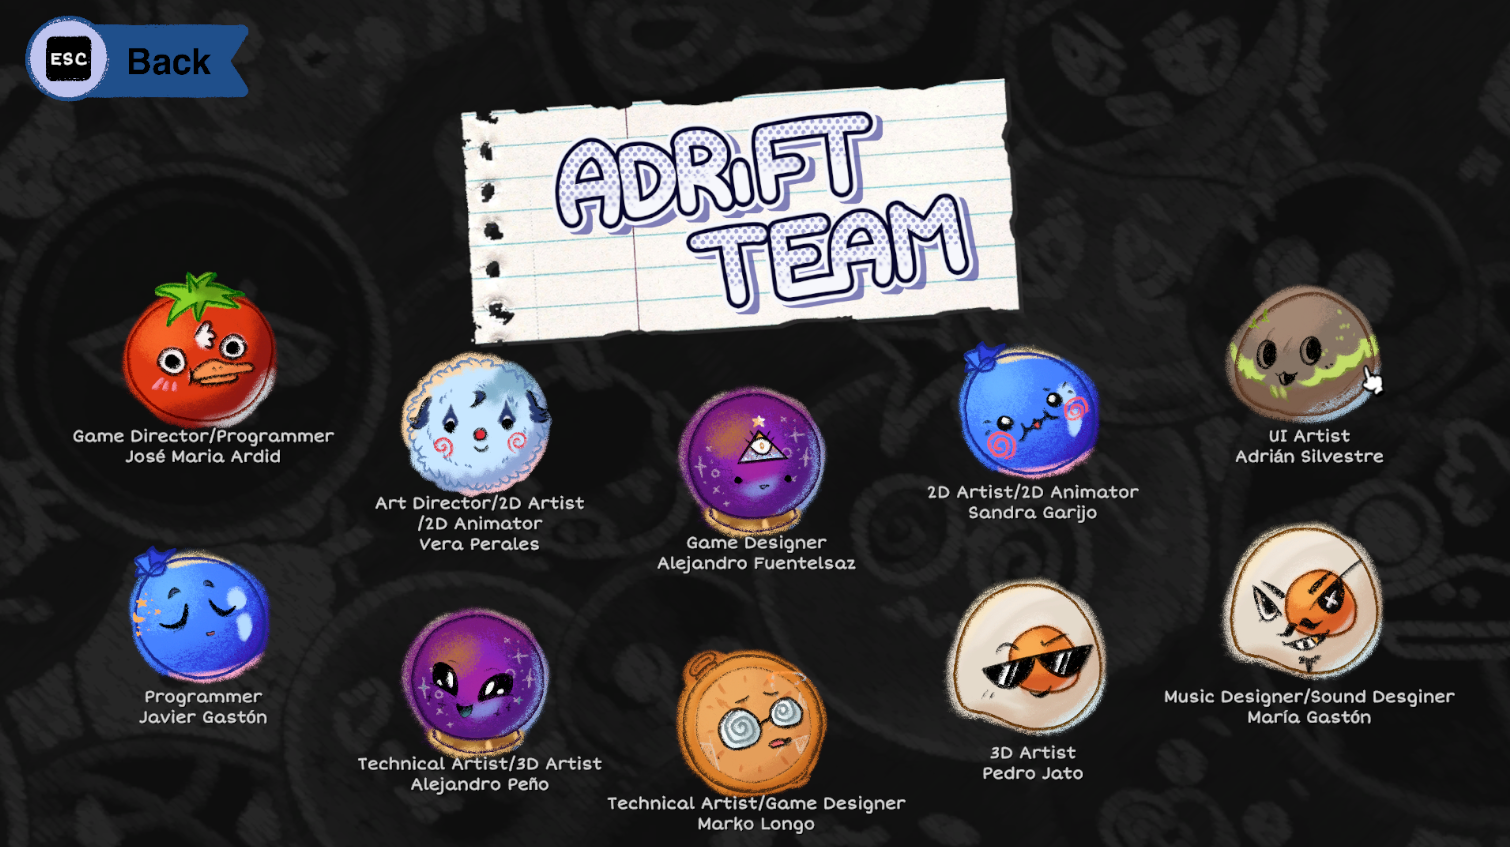 ESC Back
ADRiFT
TEAM
Game Director/Programmer
José Maria Ardid
Art Director/2D Artist
/2D Animator
Vera Perales
Game Designer
Alejandro Fuentelsaz
2D Artist/2D Animator
Sandra Garijo
UI Artist
Adrián Silvestre
Programmer
Javier Gastón
Technical Artist/3D Artist
Alejandro Peño
Technical Artist/Game Designer
Marko Longo
3D Artist
Pedro Jato
Music Designer/Sound Desginer
María Gastón